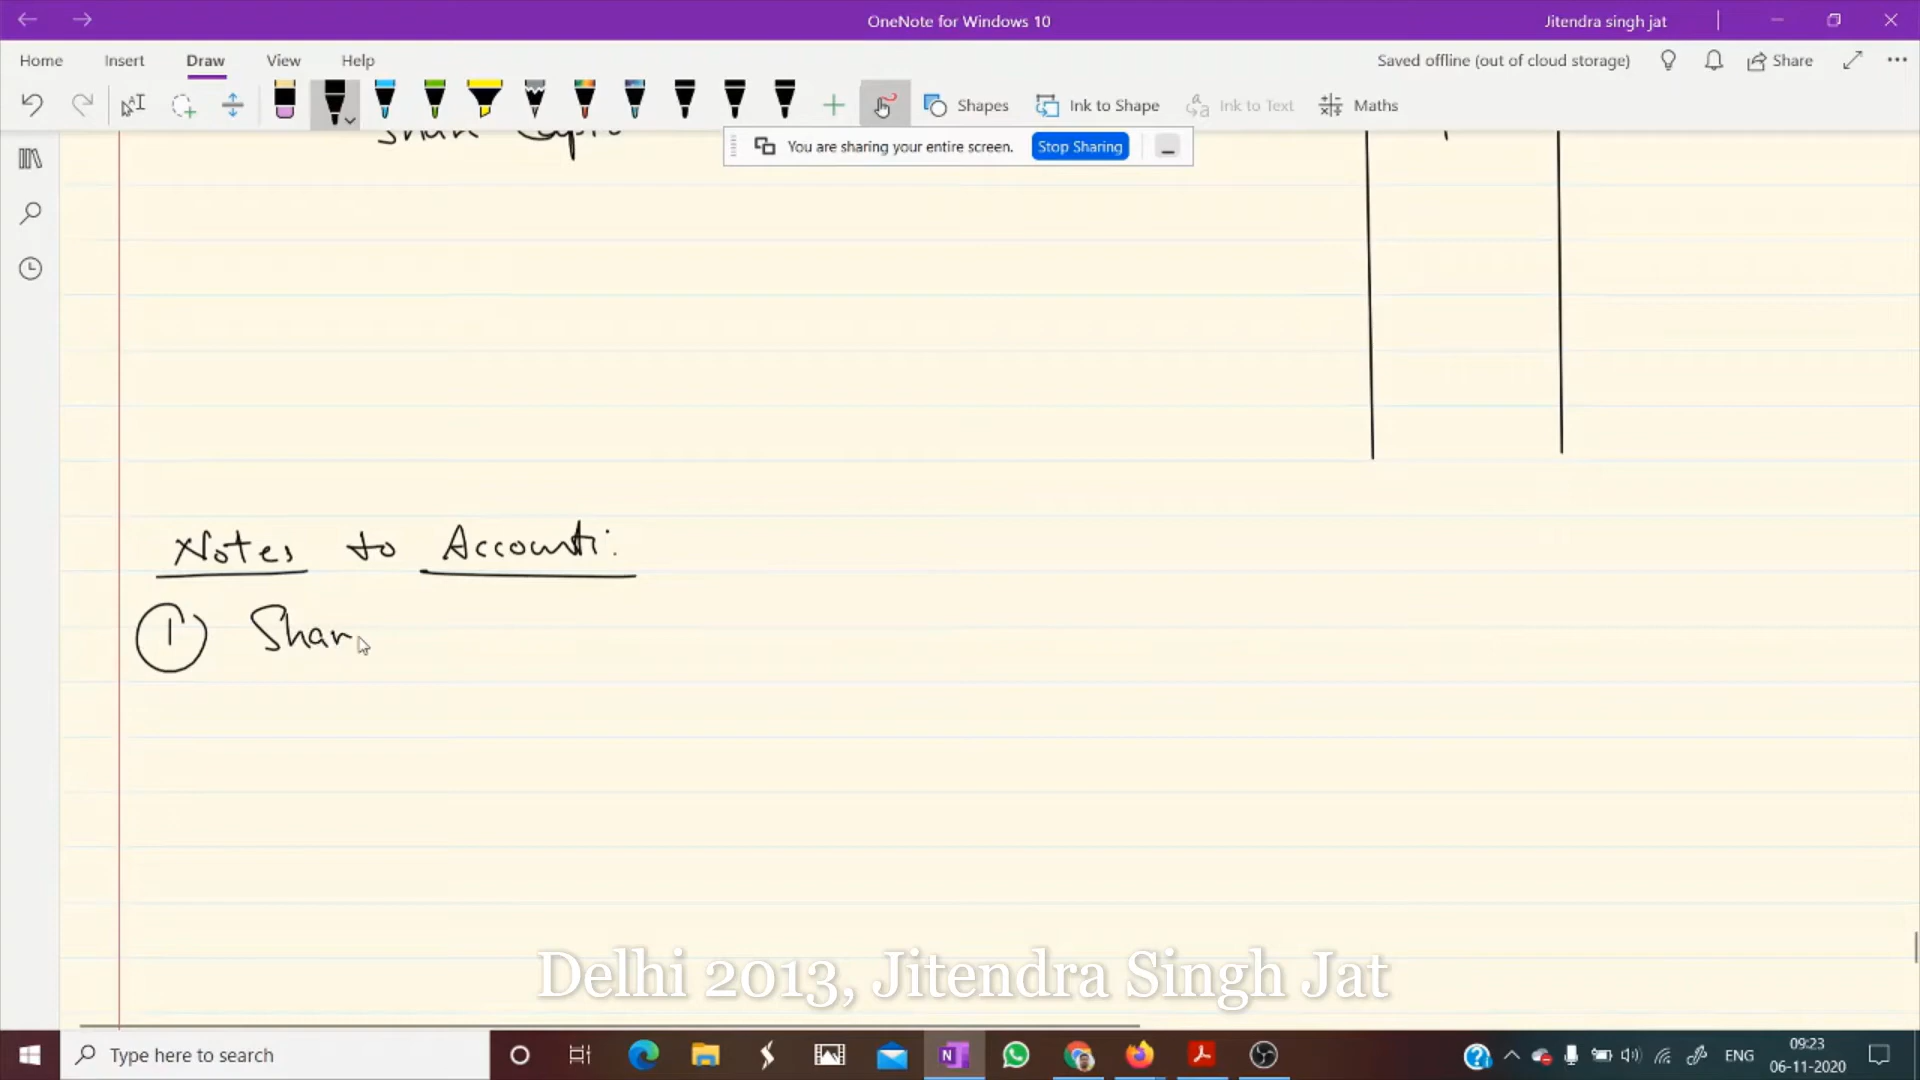 OneNote for Windows 10
Jitendra singh jat
Home Insert Draw View Help
Saved offline (out of cloud storage)
Share
Shapes
Ink to Shape
Ink to Text
Maths
You are sharing your entire screen. Stop Sharing
Notes to Accounts:
1 Shar
Delhi 2013, Jitendra Singh Jat
Type here to search
ENG
09:23
06-11-2020